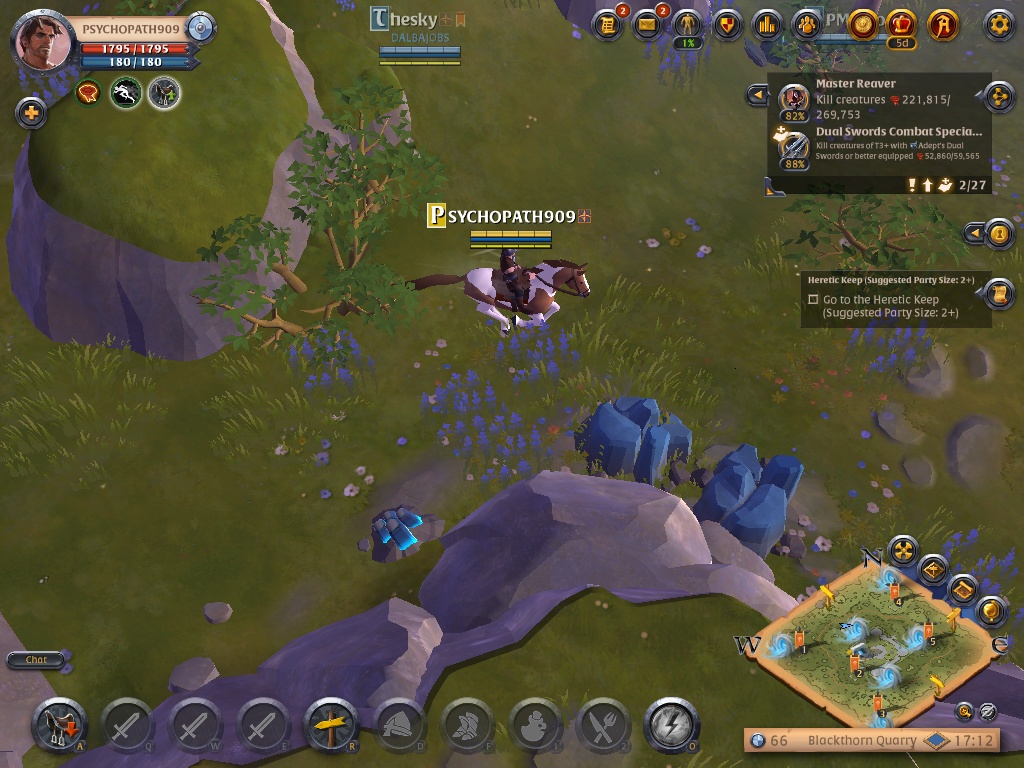 PSYCHOPATH909
1795 / 1795
180 / 180
Thesky
DALBAJOBS
2
2
1%
PM
5d
Master Reaver
Kill creatures 221,815/
269,753
82%
Dual Swords Combat Specia...
Kill creatures of T3+ with Adept's Dual
Swords or better equipped 52,860/59,565
88%
2/27
PSYCHOPATH909
Heretic Keep (Suggested Party Size: 2+)
Go to the Heretic Keep
(Suggested Party Size: 2+)
N
W
E
4
1
5
2
3
Chat
A
Q
W
E
R
D
F
1
2
O
66 Blackthorn Quarry 17:12